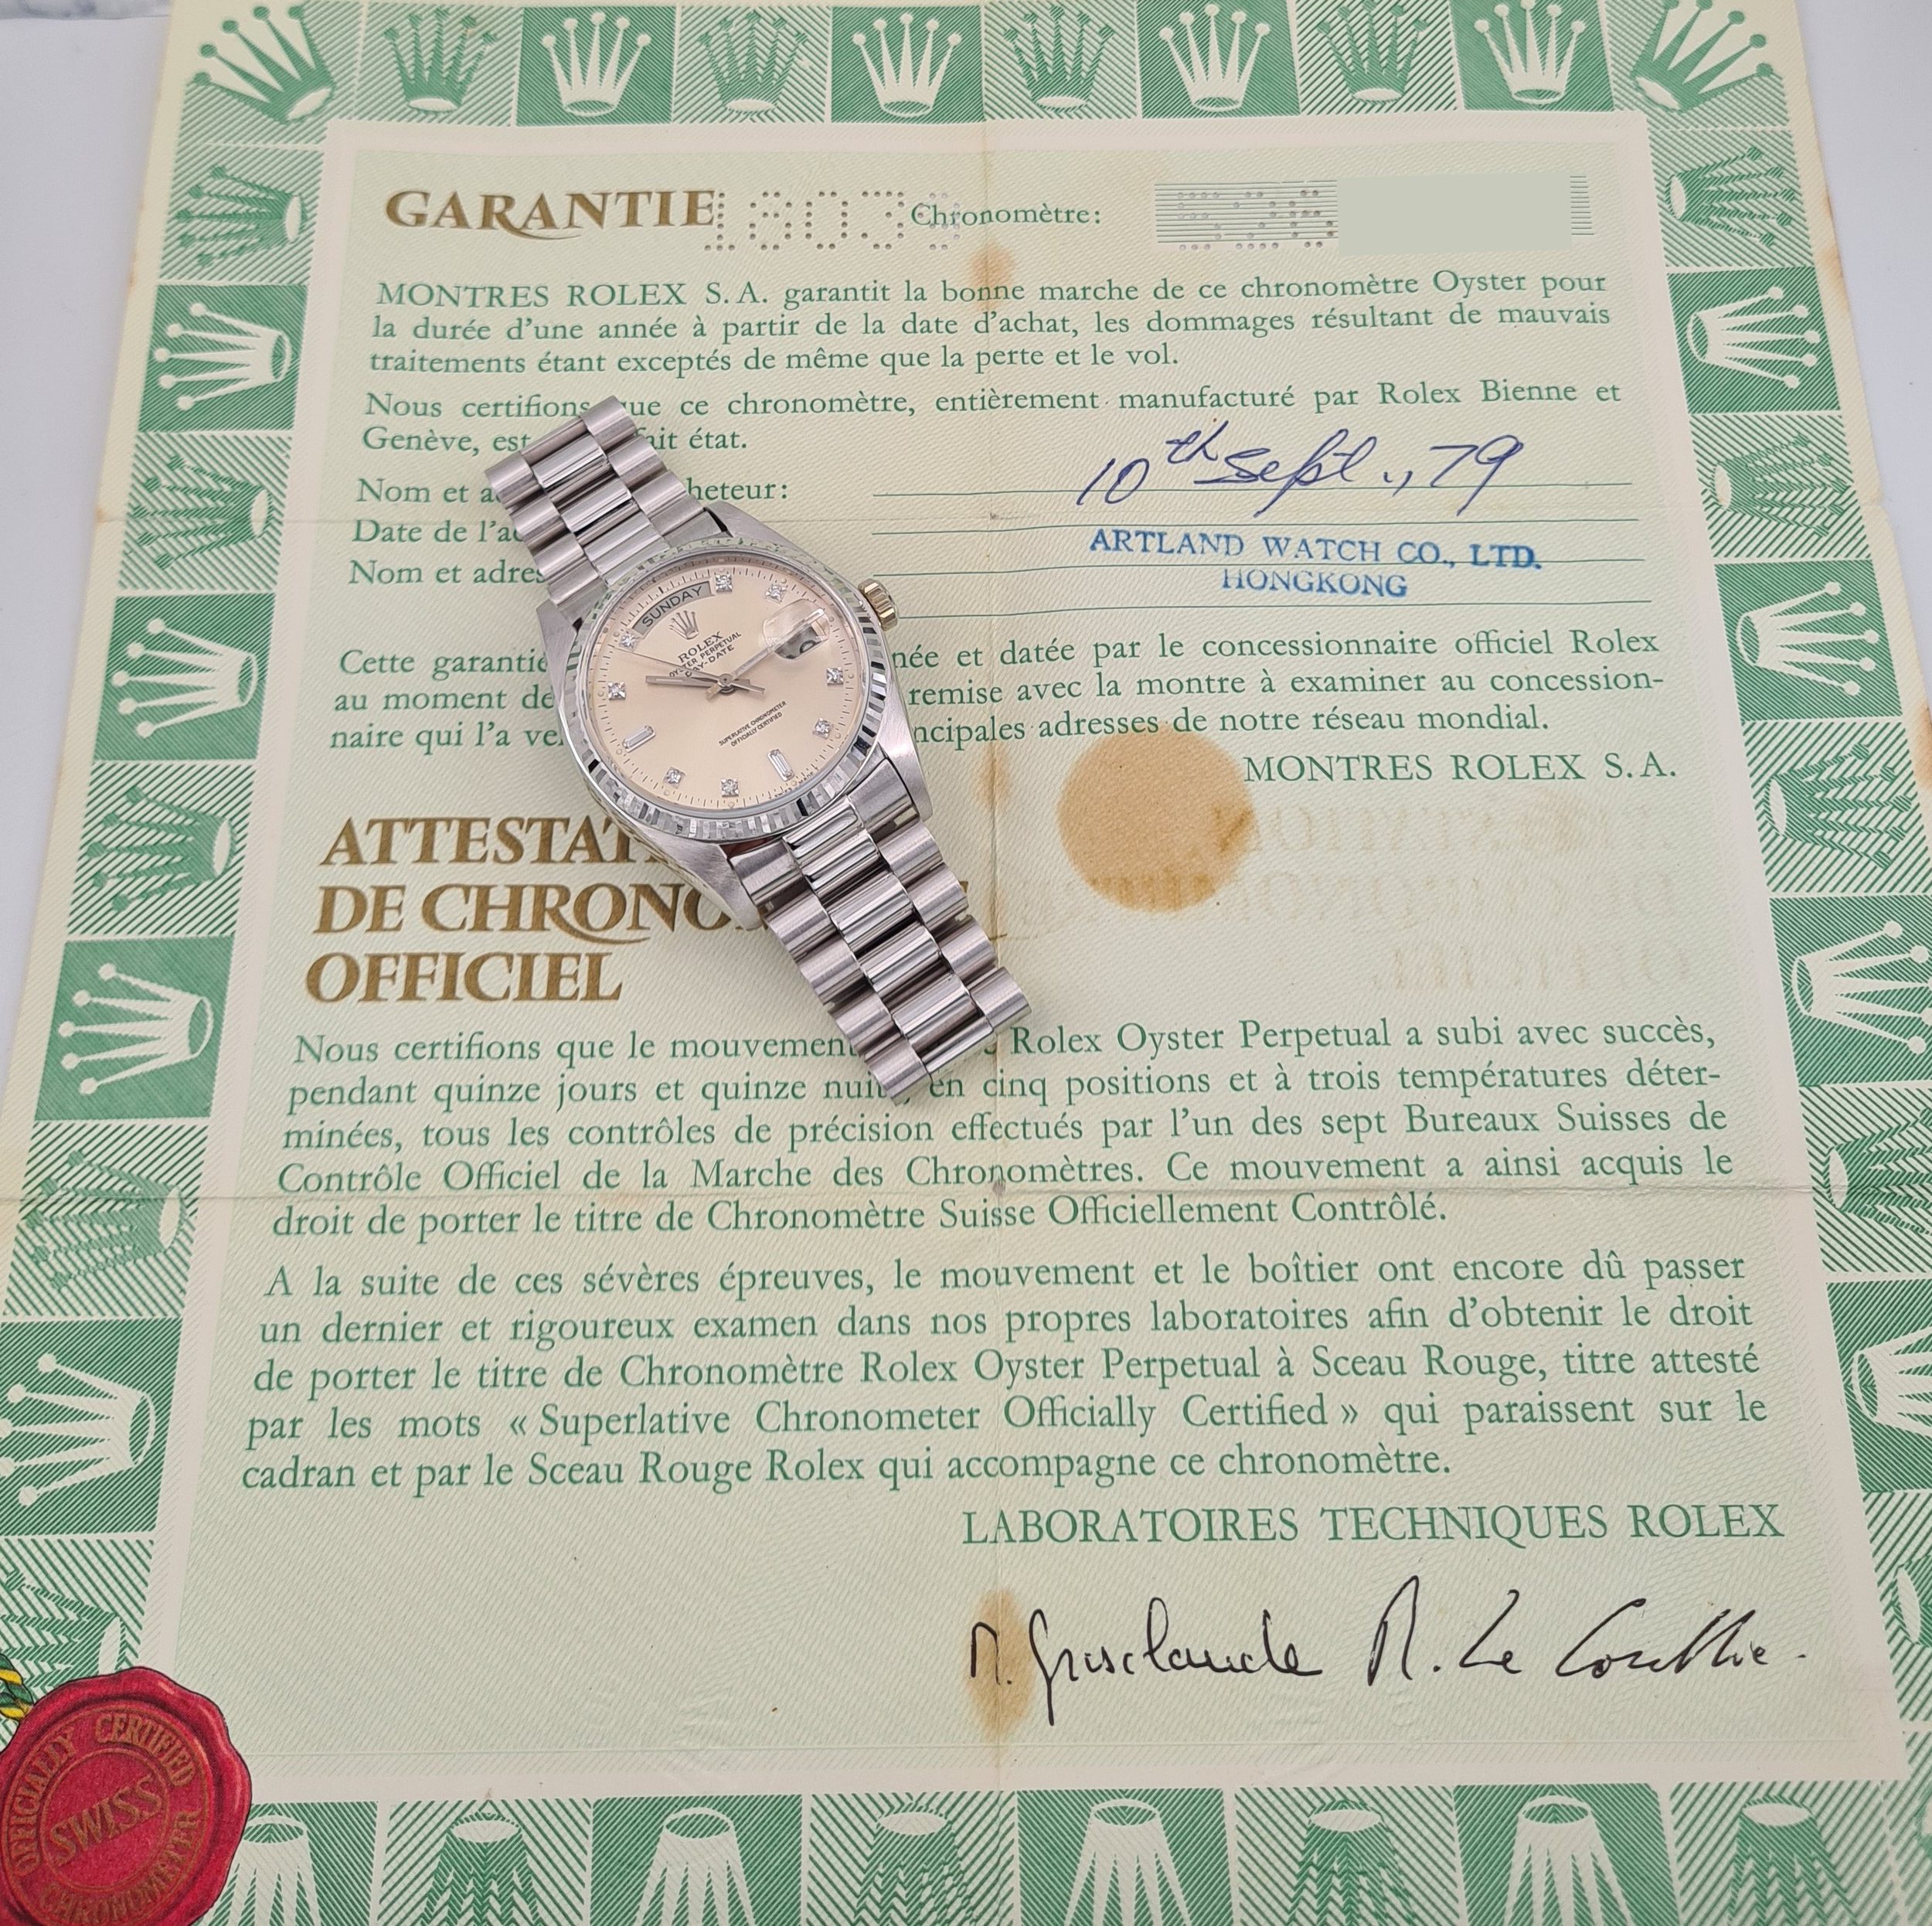 GARANTIE 1803 Chronomètre:
MONTRES ROLEX S.A. garantit la bonne marche de ce chronomètre Oyster pour
la durée d'une année à partir de la date d'achat, les dommages résultant de mauvais
traitements étant exceptés de même que la perte et le vol.
Nous certifions que ce chronomètre, entièrement manufacturé par Rolex Bienne et
Genève, est fait état.
Nom et a heteur:
10th Sept., 79
Date de l'ac
ARTLAND WATCH CO., LTD.
Nom et adres
HONGKONG
SUNDAY
ROLEX
OYSTER PERPETUAL
DAY-DATE
SUPERLATIVE CHRONOMETER
OFFICIALLY CERTIFIED
Cette garantie née et datée par le concessionnaire officiel Rolex
au moment de remise avec la montre à examiner au concession-
naire qui l'a ve ncipales adresses de notre réseau mondial.
MONTRES ROLEX S.A.
ATTESTAT
DE CHRONO
OFFICIEL
Nous certifions que le mouvement Rolex Oyster Perpetual a subi avec succès,
pendant quinze jours et quinze nuits, en cinq positions et à trois températures déter-
minées, tous les contrôles de précision effectués par l'un des sept Bureaux Suisses de
Contrôle Officiel de la Marche des Chronomètres. Ce mouvement a ainsi acquis le
droit de porter le titre de Chronomètre Suisse Officiellement Contrôlé.
A la suite de ces sévères épreuves, le mouvement et le boîtier ont encore dû passer
un dernier et rigoureux examen dans nos propres laboratoires afin d'obtenir le droit
de porter le titre de Chronomètre Rolex Oyster Perpetual à Sceau Rouge, titre attesté
par les mots « Superlative Chronometer Officially Certified » qui paraissent sur le
cadran et par le Sceau Rouge Rolex qui accompagne ce chronomètre.
LABORATOIRES TECHNIQUES ROLEX
OFFICIALLY CERTIFIED
SWISS
CHRONOMETER